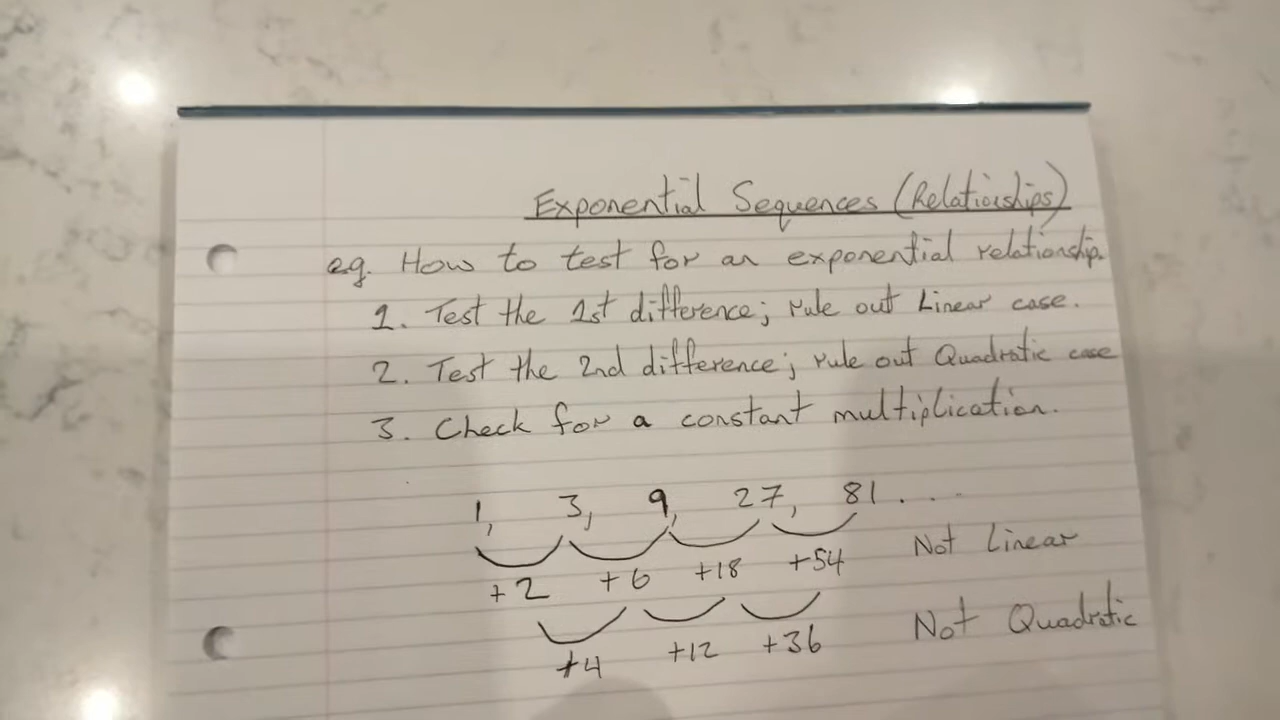 Exponential Sequences (Relationships)
e.g. How to test for an exponential relationship.
1. Test the 1st difference; rule out Linear case.
2. Test the 2nd difference; rule out Quadratic case
3. Check for a constant multiplication.
1, 3, 9, 27, 81 . . .
+2 +6 +18 +54 Not Linear
+4 +12 +36 Not Quadratic